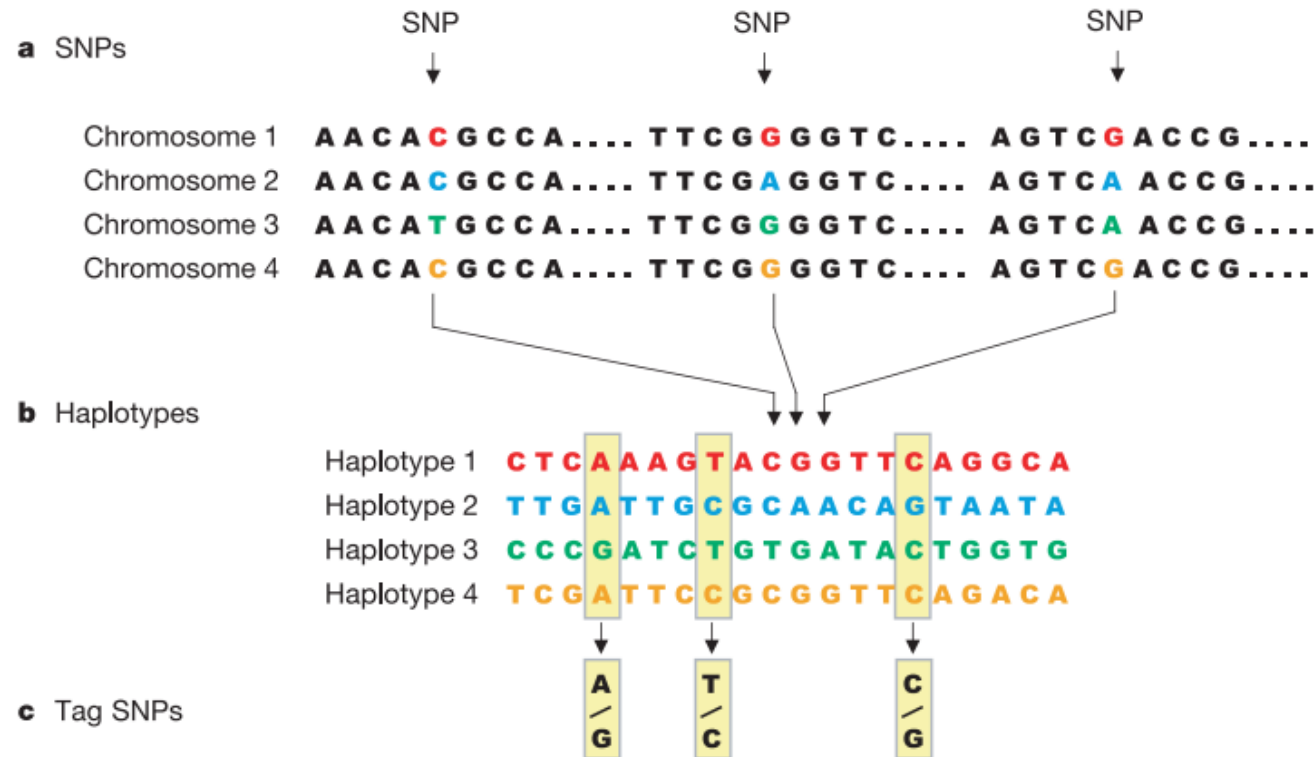 SNP SNP SNP
a SNPs
Chromosome 1 AACACGCCA.... TTCGGGGTC.... AGTCGACCG....
Chromosome 2 AACACGCCA.... TTCGAGGTC.... AGTCAACCG....
Chromosome 3 AACATGCCA.... TTCGGGGTC.... AGTCAACCG....
Chromosome 4 AACACGCCA.... TTCGGGGTC.... AGTCGACCG....
b Haplotypes
Haplotype 1 CTCAAAGTACGGTTCAGGCA
Haplotype 2 TTGATTGCGCAACAGTAATA
Haplotype 3 CCCGATCTGTGATACTGGTG
Haplotype 4 TCGATTCCGCGGTTCAGACA
c Tag SNPs
A/G T/C C/G